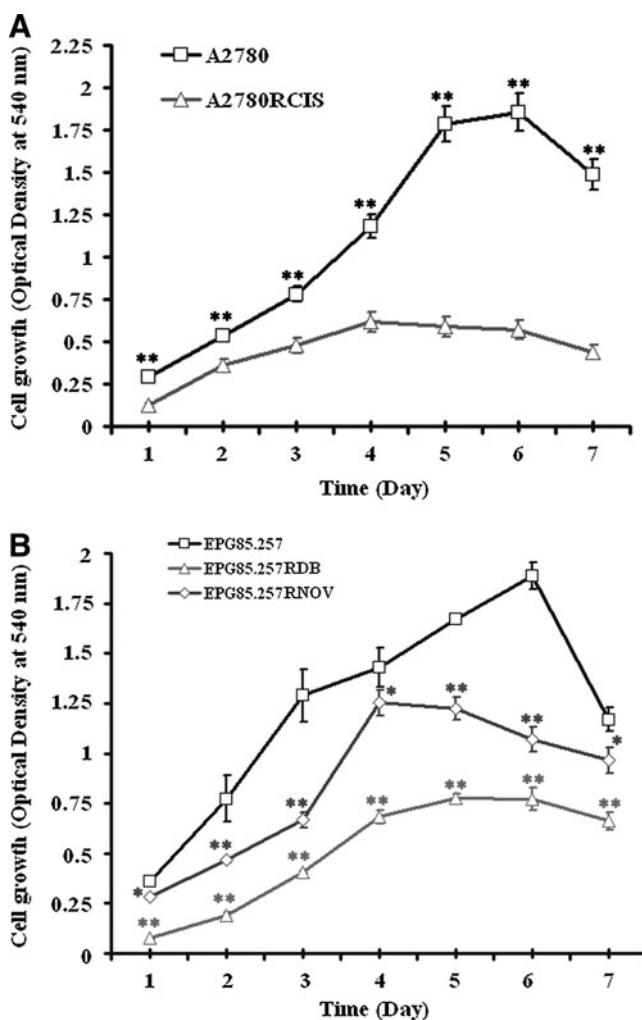 A
A2780
A2780RCIS
Cell growth (Optical Density at 540 nm)
2.25
2
1.75
1.5
1.25
1
0.75
0.5
0.25
0
** ** ** ** ** ** **
1 2 3 4 5 6 7
Time (Day)
B
EPG85.257
EPG85.257RDB
EPG85.257RNOV
Cell growth (Optical Density at 540 nm)
2
1.75
1.5
1.25
1
0.75
0.5
0.25
0
* ** ** * ** ** *
** ** ** ** ** ** **
1 2 3 4 5 6 7
Time (Day)